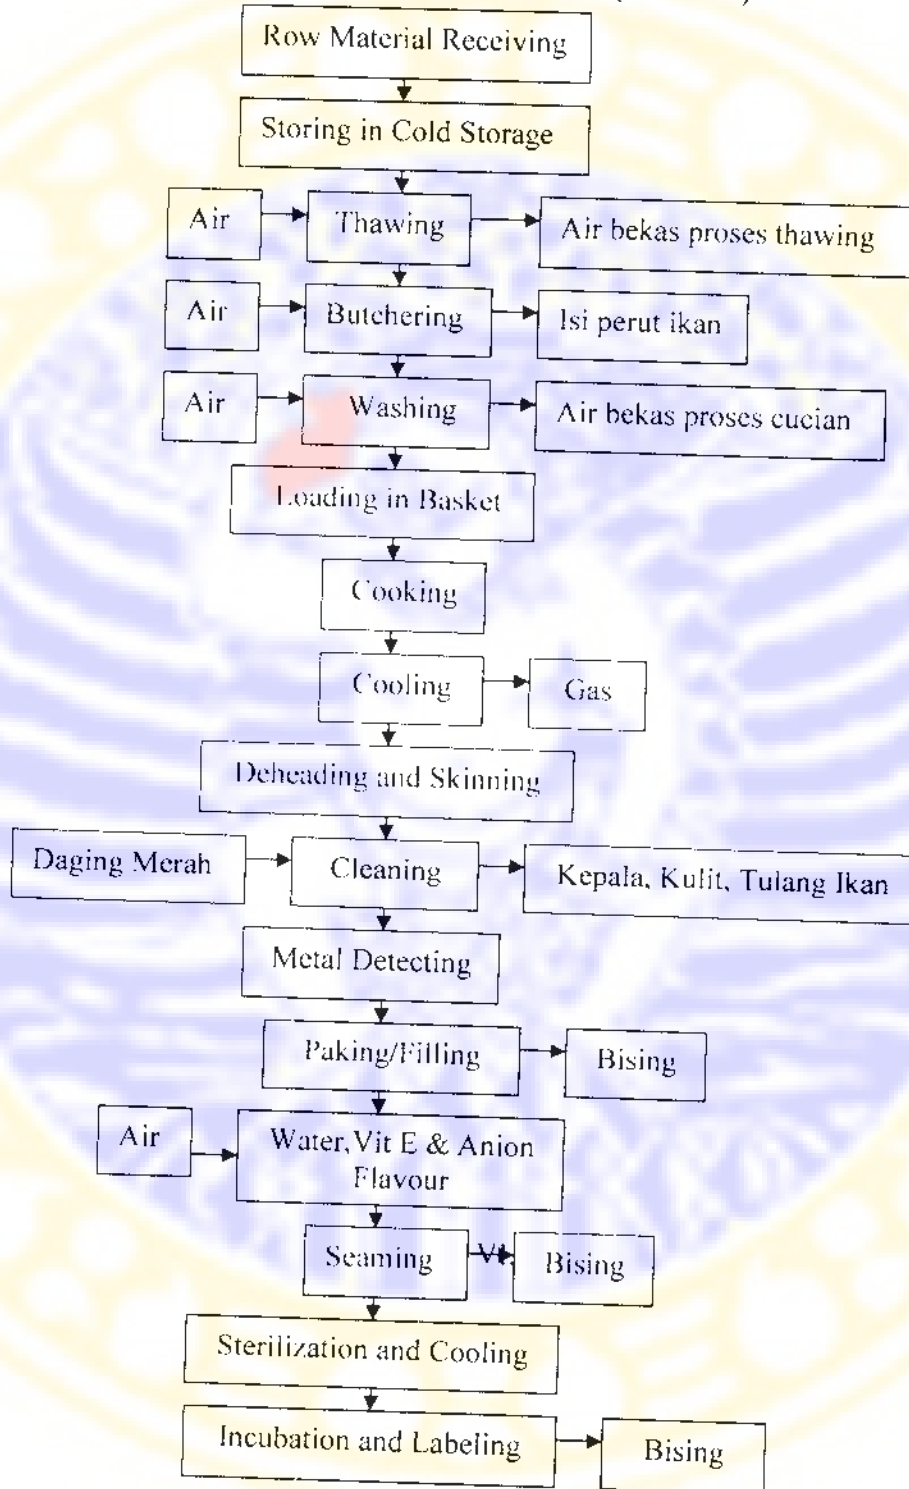 Row Material Receiving
Storing in Cold Storage
Air
Thawing
Air bekas proses thawing
Air
Butchering
Isi perut ikan
Air
Washing
Air bekas proses cucian
Loading in Basket
Cooking
Cooling
Gas
Deheading and Skinning
Daging Merah
Cleaning
Kepala, Kulit, Tulang Ikan
Metal Detecting
Paking/Filling
Bising
Air
Water,Vit E & Anion
Flavour
Seaming
Bising
Sterilization and Cooling
Incubation and Labeling
Bising